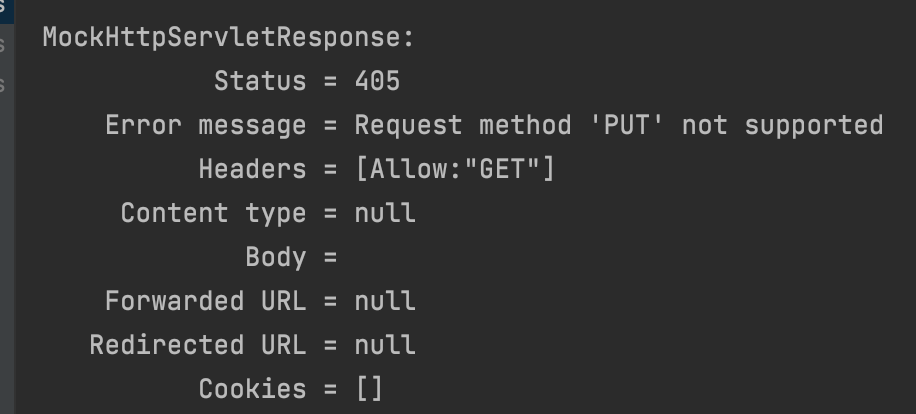 MockHttpServletResponse:
Status = 405
Error message = Request method 'PUT' not supported
Headers = [Allow:"GET"]
Content type = null
Body =
Forwarded URL = null
Redirected URL = null
Cookies = []